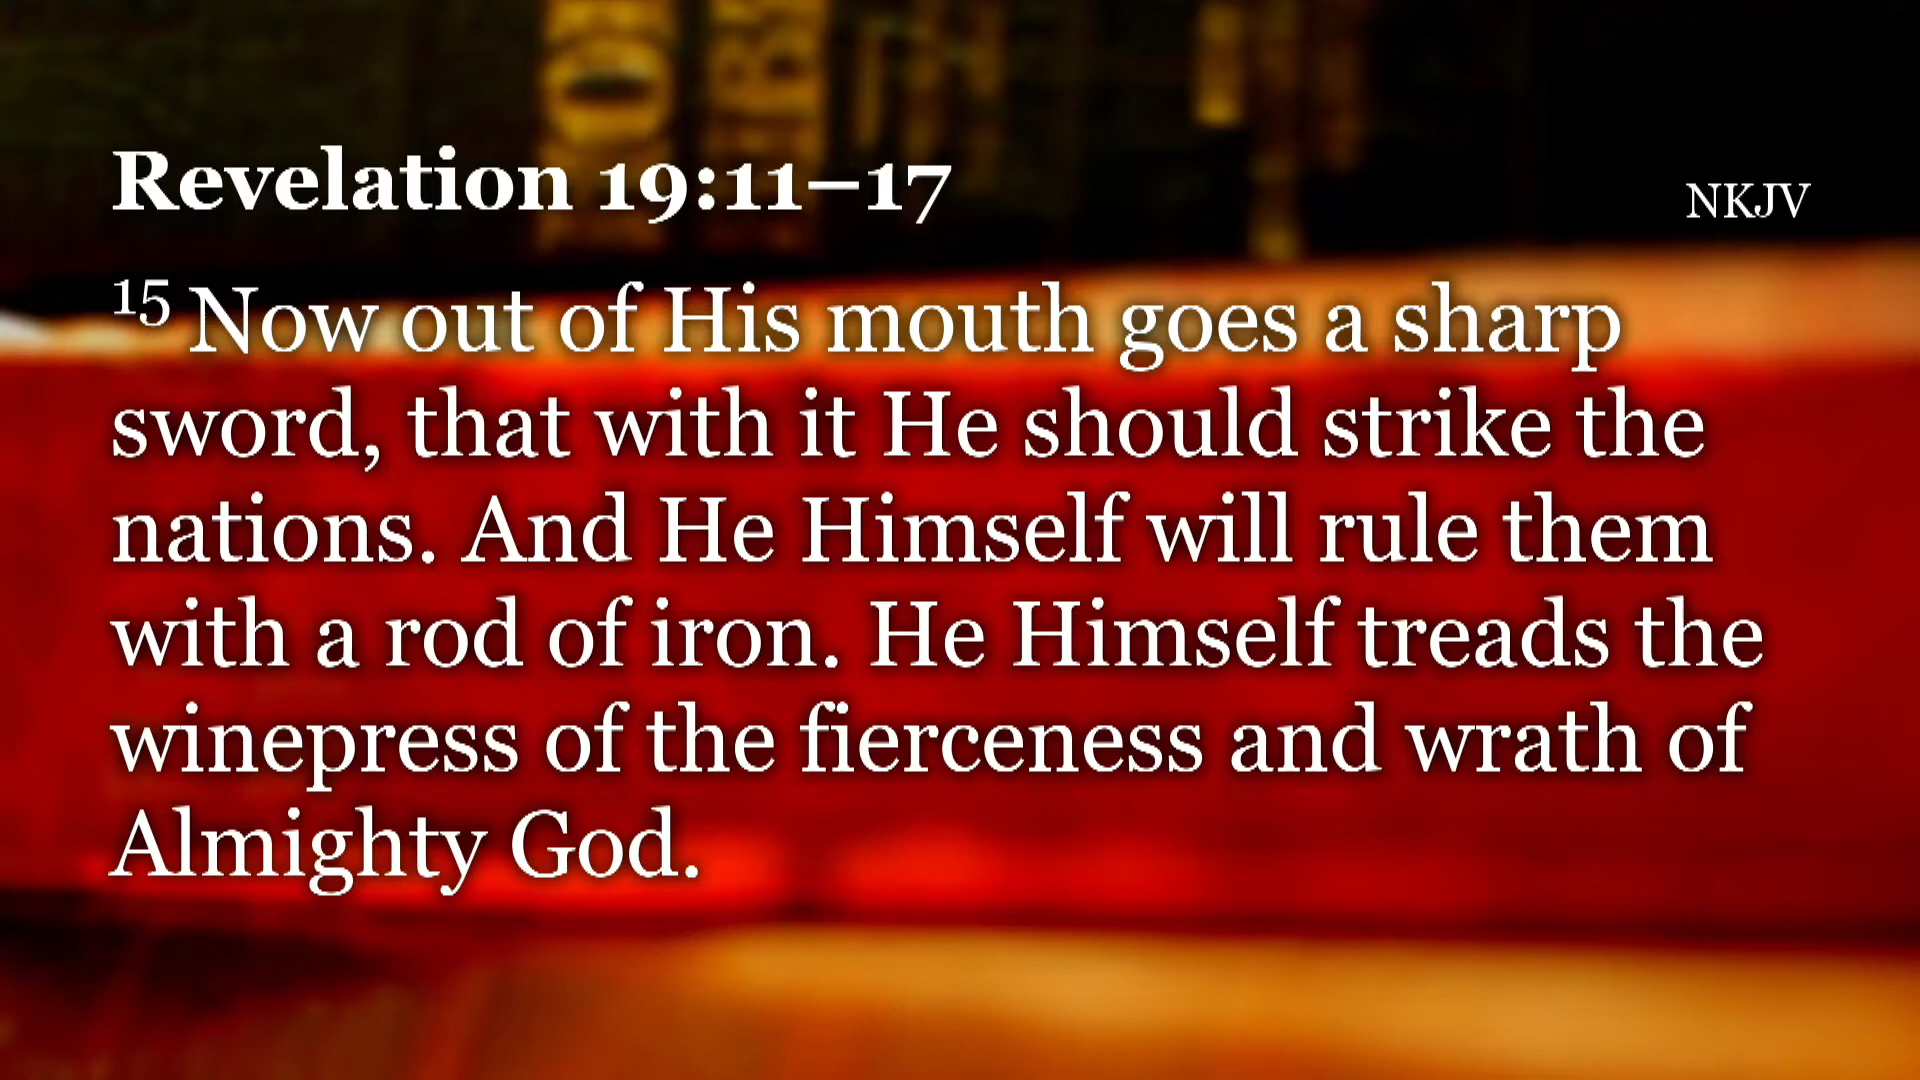 Revelation 19:11–17
NKJV
15 Now out of His mouth goes a sharp
sword, that with it He should strike the
nations. And He Himself will rule them
with a rod of iron. He Himself treads the
winepress of the fierceness and wrath of
Almighty God.